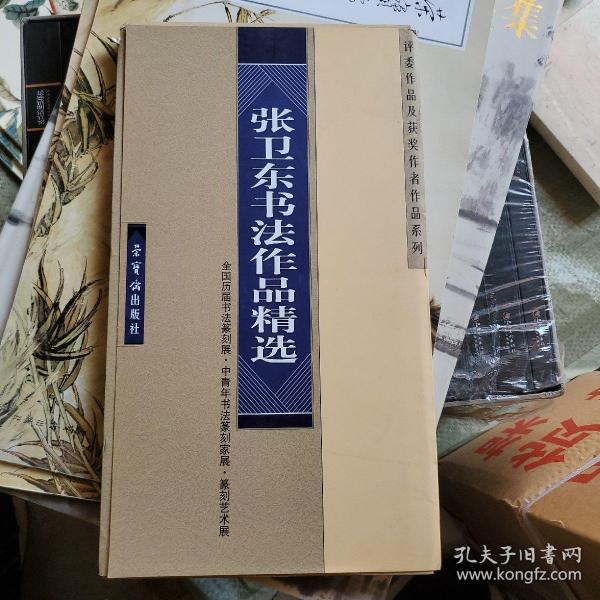 评委作品及获奖作者作品系列
张卫东书法作品精选
全国历届书法篆刻展·中青年书法篆刻家展·篆刻艺术展
荣宝斋出版社
集
孔夫子旧书网
www.kongfz.com